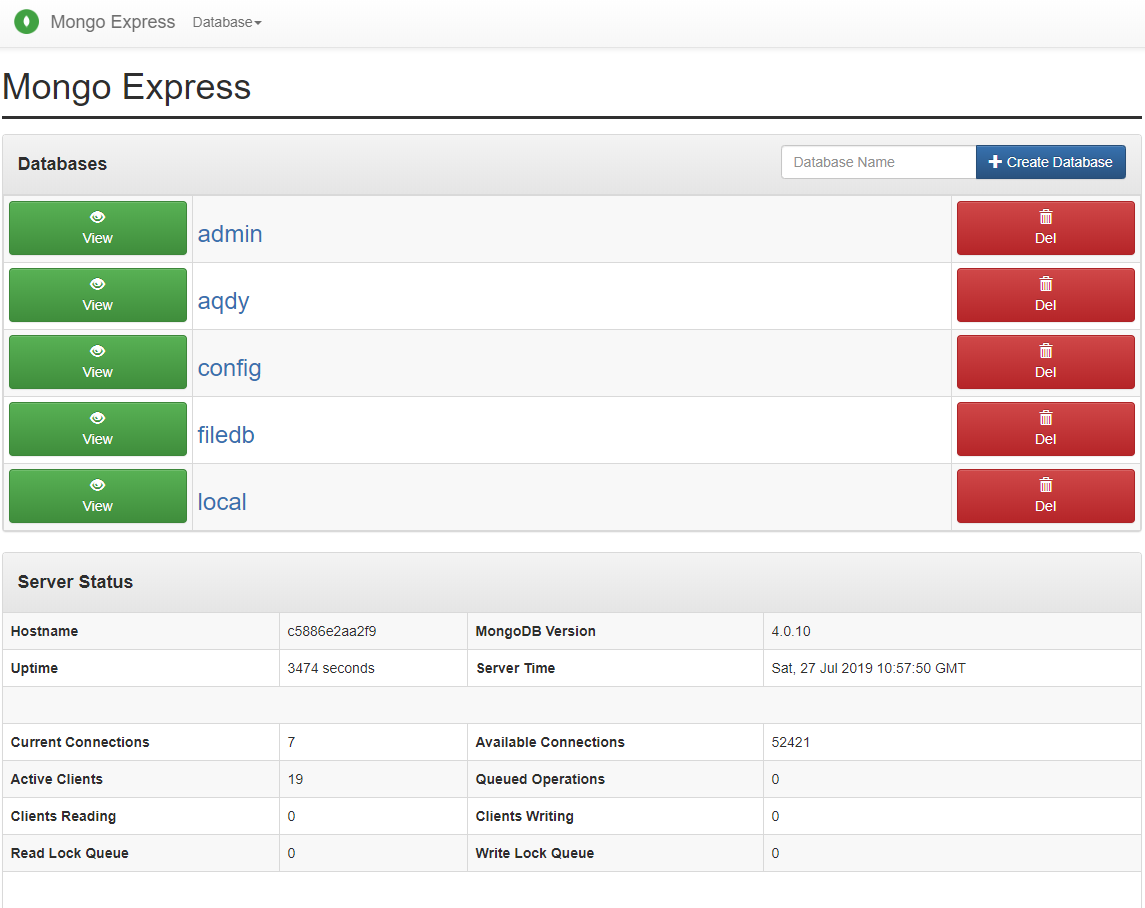 Mongo Express Database
Mongo Express
Databases Database Name Create Database
View admin Del
View aqdy Del
View config Del
View filedb Del
View local Del
Server Status
Hostname c5886e2aa2f9 MongoDB Version 4.0.10
Uptime 3474 seconds Server Time Sat, 27 Jul 2019 10:57:50 GMT
Current Connections 7 Available Connections 52421
Active Clients 19 Queued Operations 0
Clients Reading 0 Clients Writing 0
Read Lock Queue 0 Write Lock Queue 0